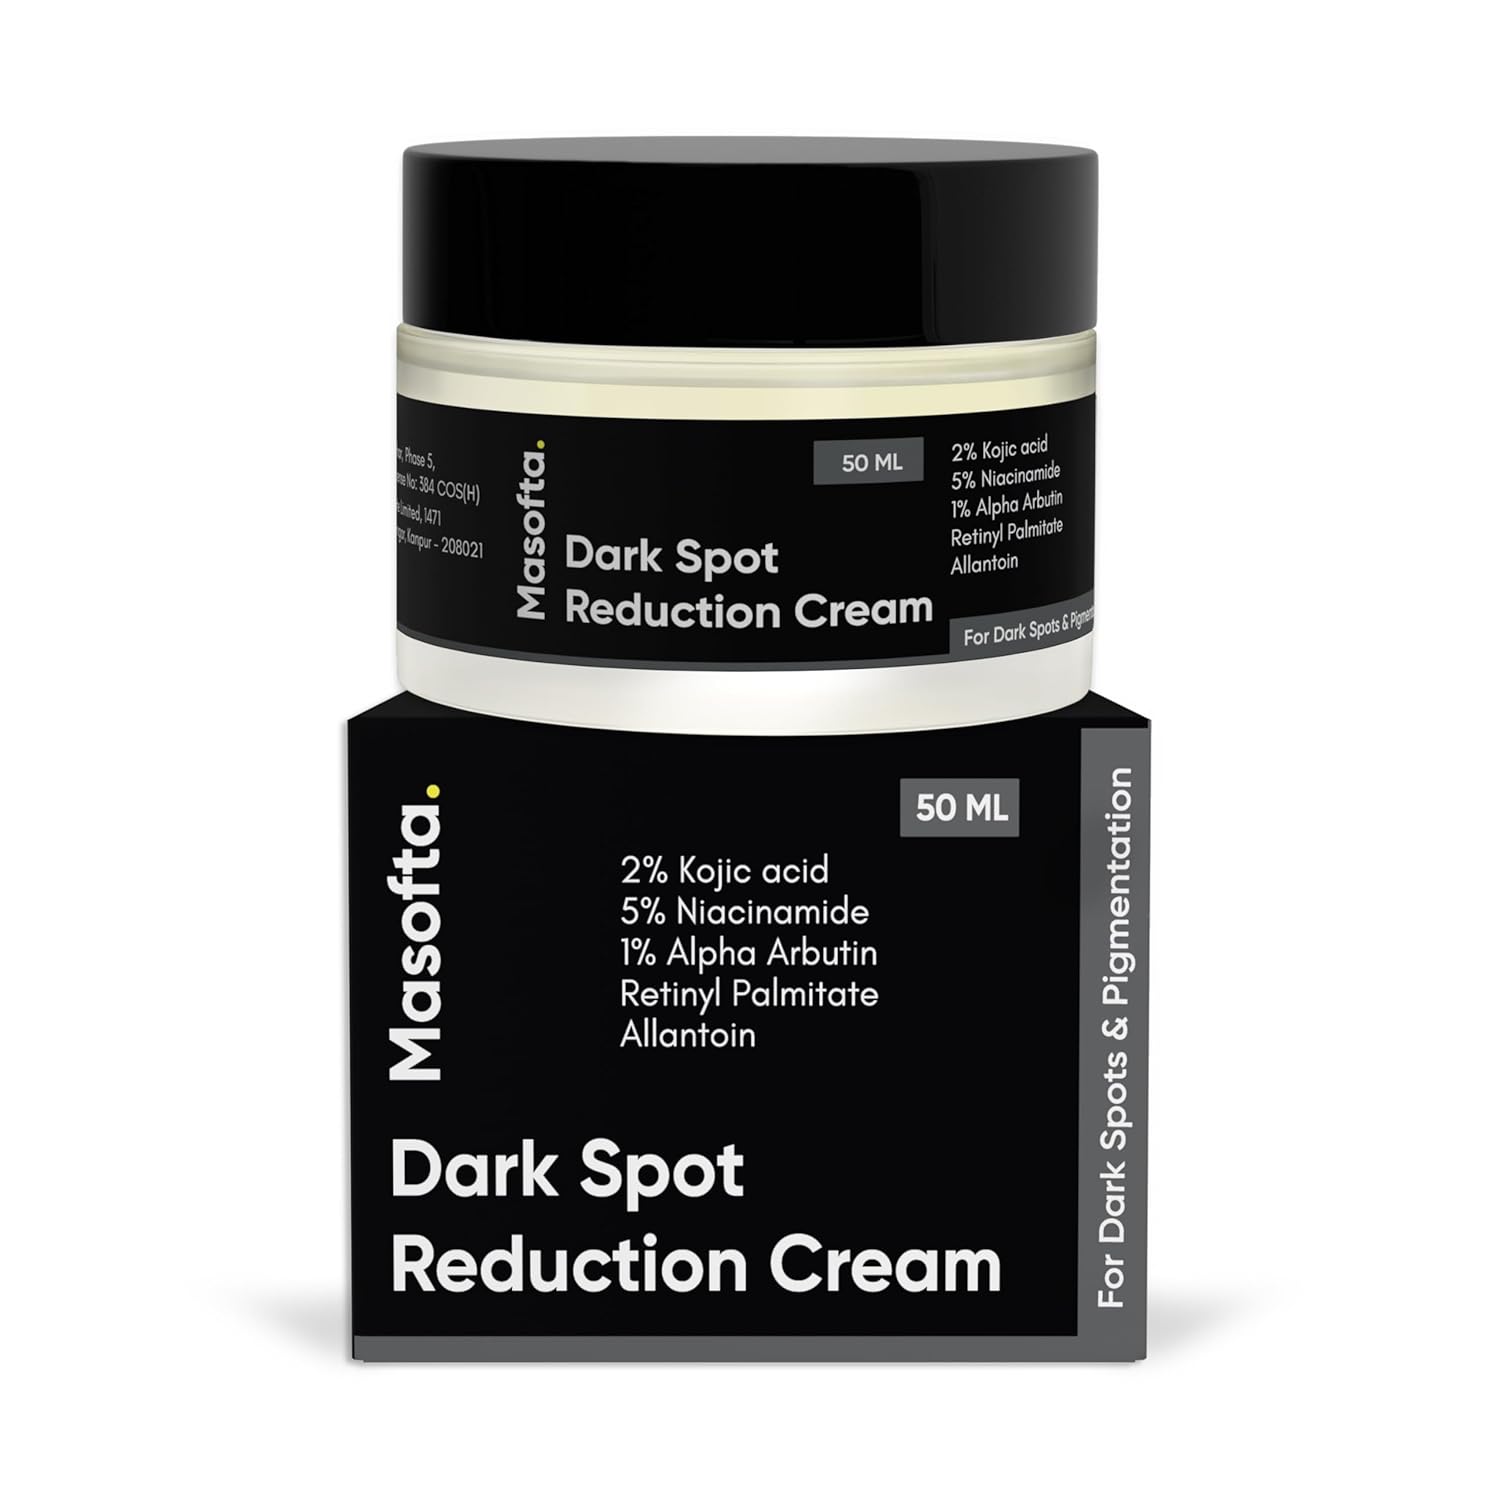 Phase 5,
No: 384 COS(H)
Limited, 1471
Kanpur - 208021
Masofta.
Dark Spot
Reduction Cream
50 ML
2% Kojic acid
5% Niacinamide
1% Alpha Arbutin
Retinyl Palmitate
Allantoin
For Dark Spots &
Masofta.
50 ML
2% Kojic acid
5% Niacinamide
1% Alpha Arbutin
Retinyl Palmitate
Allantoin
Dark Spot
Reduction Cream
For Dark Spots & Pigmentation